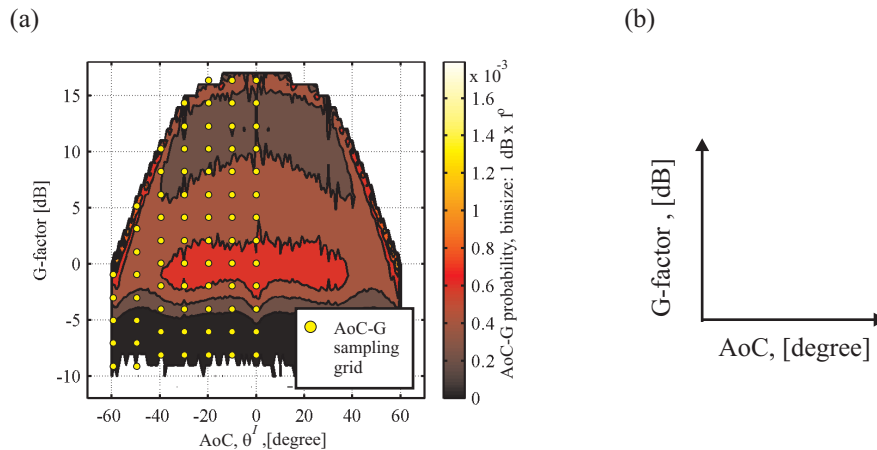 (a)
(b)
15
10
5
0
-5
-10
G-factor [dB]
-60
-40
-20
0
20
40
60
AoC, θ^I ,[degree]
AoC-G
sampling
grid
x 10^-3
1.6
1.4
1.2
1
0.8
0.6
0.4
0.2
0
AoC-G probability, binsize: 1 dB x 1^o
G-factor , [dB]
AoC, [degree]